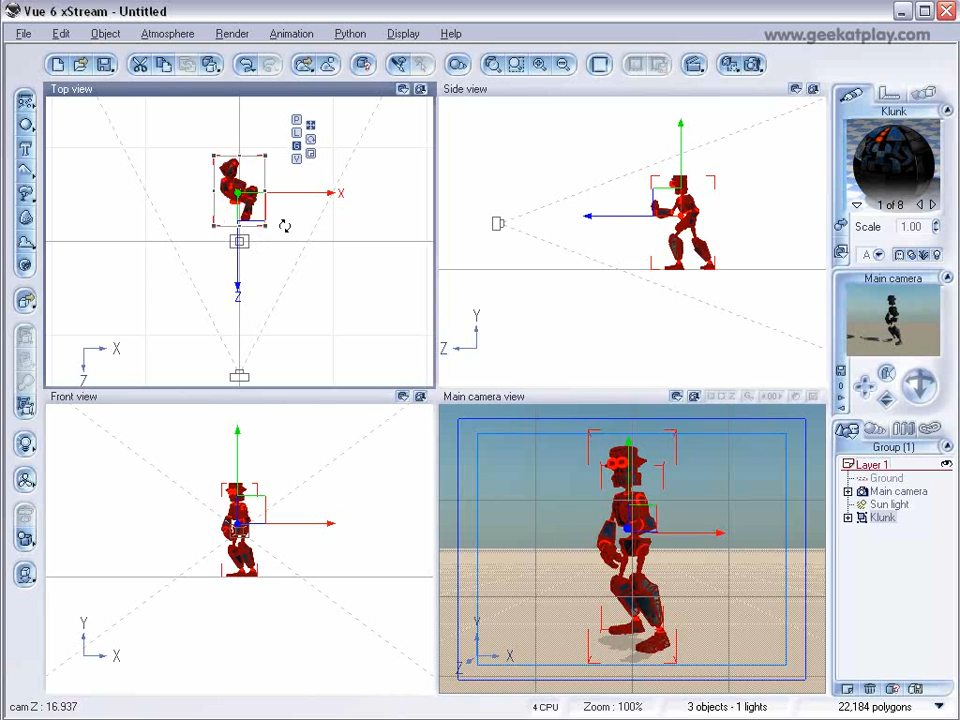 Vue 6 xStream - Untitled
File Edit Object Atmosphere Render Animation Python Display Help
www.geekatplay.com
Top view
Side view
Klunk
P
L
G
V
X
Z
X
Z
Y
Z
1 of 8
Scale 1.00
A
Main camera
Front view
Main camera view
Y
X
Y
Z
X
Group (1)
Layer 1
Ground
Main camera
Sun light
Klunk
cam Z : 16.937
4 CPU
Zoom : 100%
3 objects - 1 lights
22,184 polygons